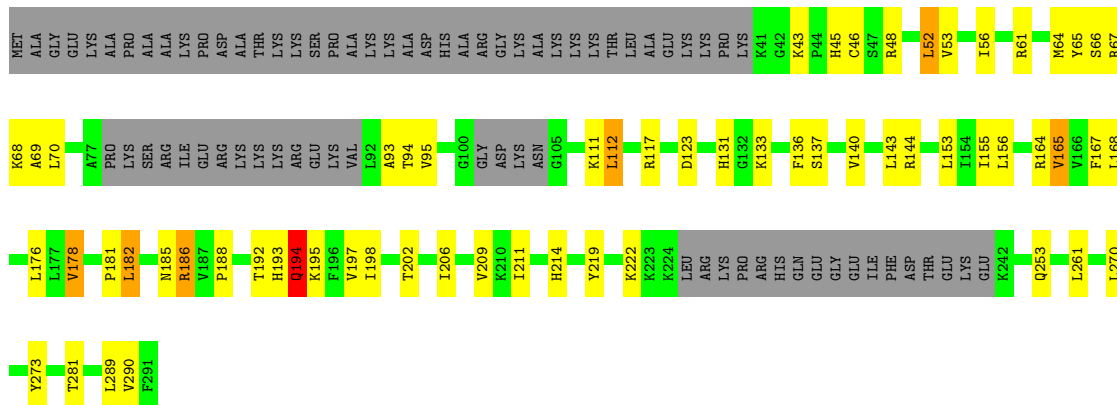 MET ALA GLY GLU LYS ALA PRO ALA ALA LYS PRO ASP ALA THR LYS LYS SER PRO ALA LYS LYS ALA ASP HIS ALA ARG GLY LYS ALA LYS LYS LYS THR LEU ALA GLU LYS LYS PRO LYS K41 G42 K43 P44 H45 C46 S47 R48 L52 V53 I56 R61 M64 Y65 S66 R67
K68 A69 L70 A77 PRO LYS SER ARG ILE GLU ARG LYS LYS LYS ARG GLU LYS VAL L92 A93 T94 V95 G100 GLY ASP LYS ASN G105 K111 L112 R117 D123 H131 G132 K133 F136 S137 V140 L143 R144 L153 I154 I155 L156 R164 V165 V166 F167 L168
L176 L177 V178 P181 L182 N185 R186 V187 P188 T192 H193 Q194 K195 F196 V197 I198 T202 I206 V209 K210 I211 H214 Y219 K222 K223 K224 LEU ARG LYS PRO ARG HIS GLN GLU GLY GLU ILE PHE ASP THR GLU LYS GLU K242 Q253 L261 L270
Y273 T281 L289 V290 F291